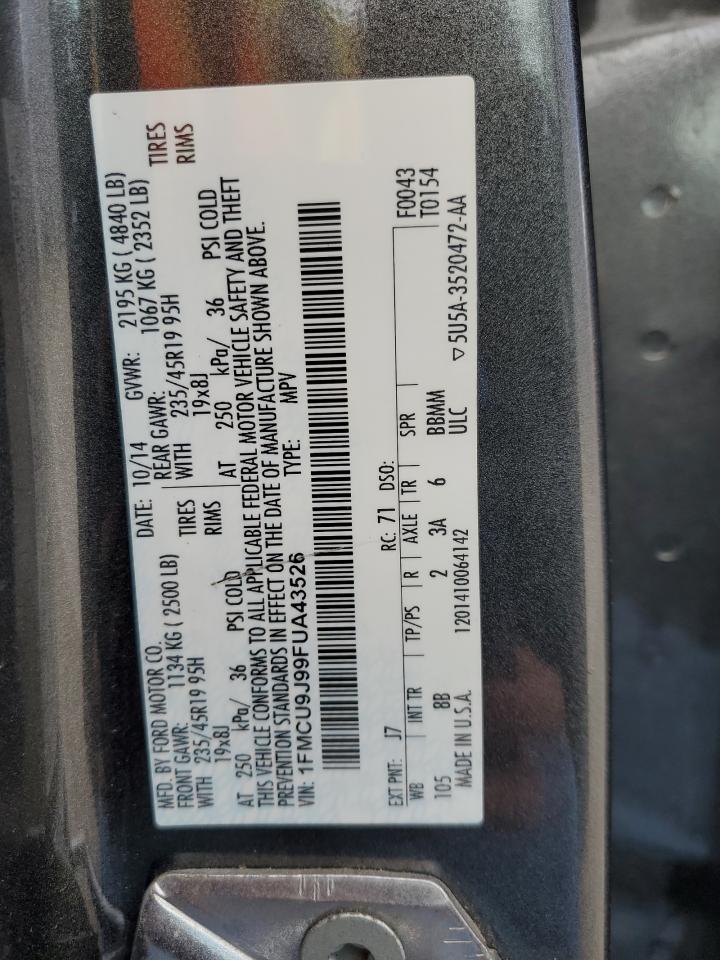 MFD. BY FORD MOTOR CO. DATE: 10/14 GVWR: 2195 KG ( 4840 LB)
FRONT GAWR: 1134 KG ( 2500 LB) REAR GAWR: 1067 KG ( 2352 LB)
WITH 235/45R19 95H TIRES WITH 235/45R19 95H TIRES
19x8J RIMS 19x8J RIMS
AT 250 kPa/ 36 PSI COLD AT 250 kPa/ 36 PSI COLD
THIS VEHICLE CONFORMS TO ALL APPLICABLE FEDERAL MOTOR VEHICLE SAFETY AND THEFT
PREVENTION STANDARDS IN EFFECT ON THE DATE OF MANUFACTURE SHOWN ABOVE.
VIN: 1FMCU9J99FUA43526 TYPE: MPV
EXT PNT: J7 RC: 71 DSO: F0043
WB INT TR TP/PS R AXLE TR SPR T0154
105 8B 2 3A 6 BBMMM
MADE IN U.S.A. 1201410064142 ULC ▽5U5A-3520472-AA